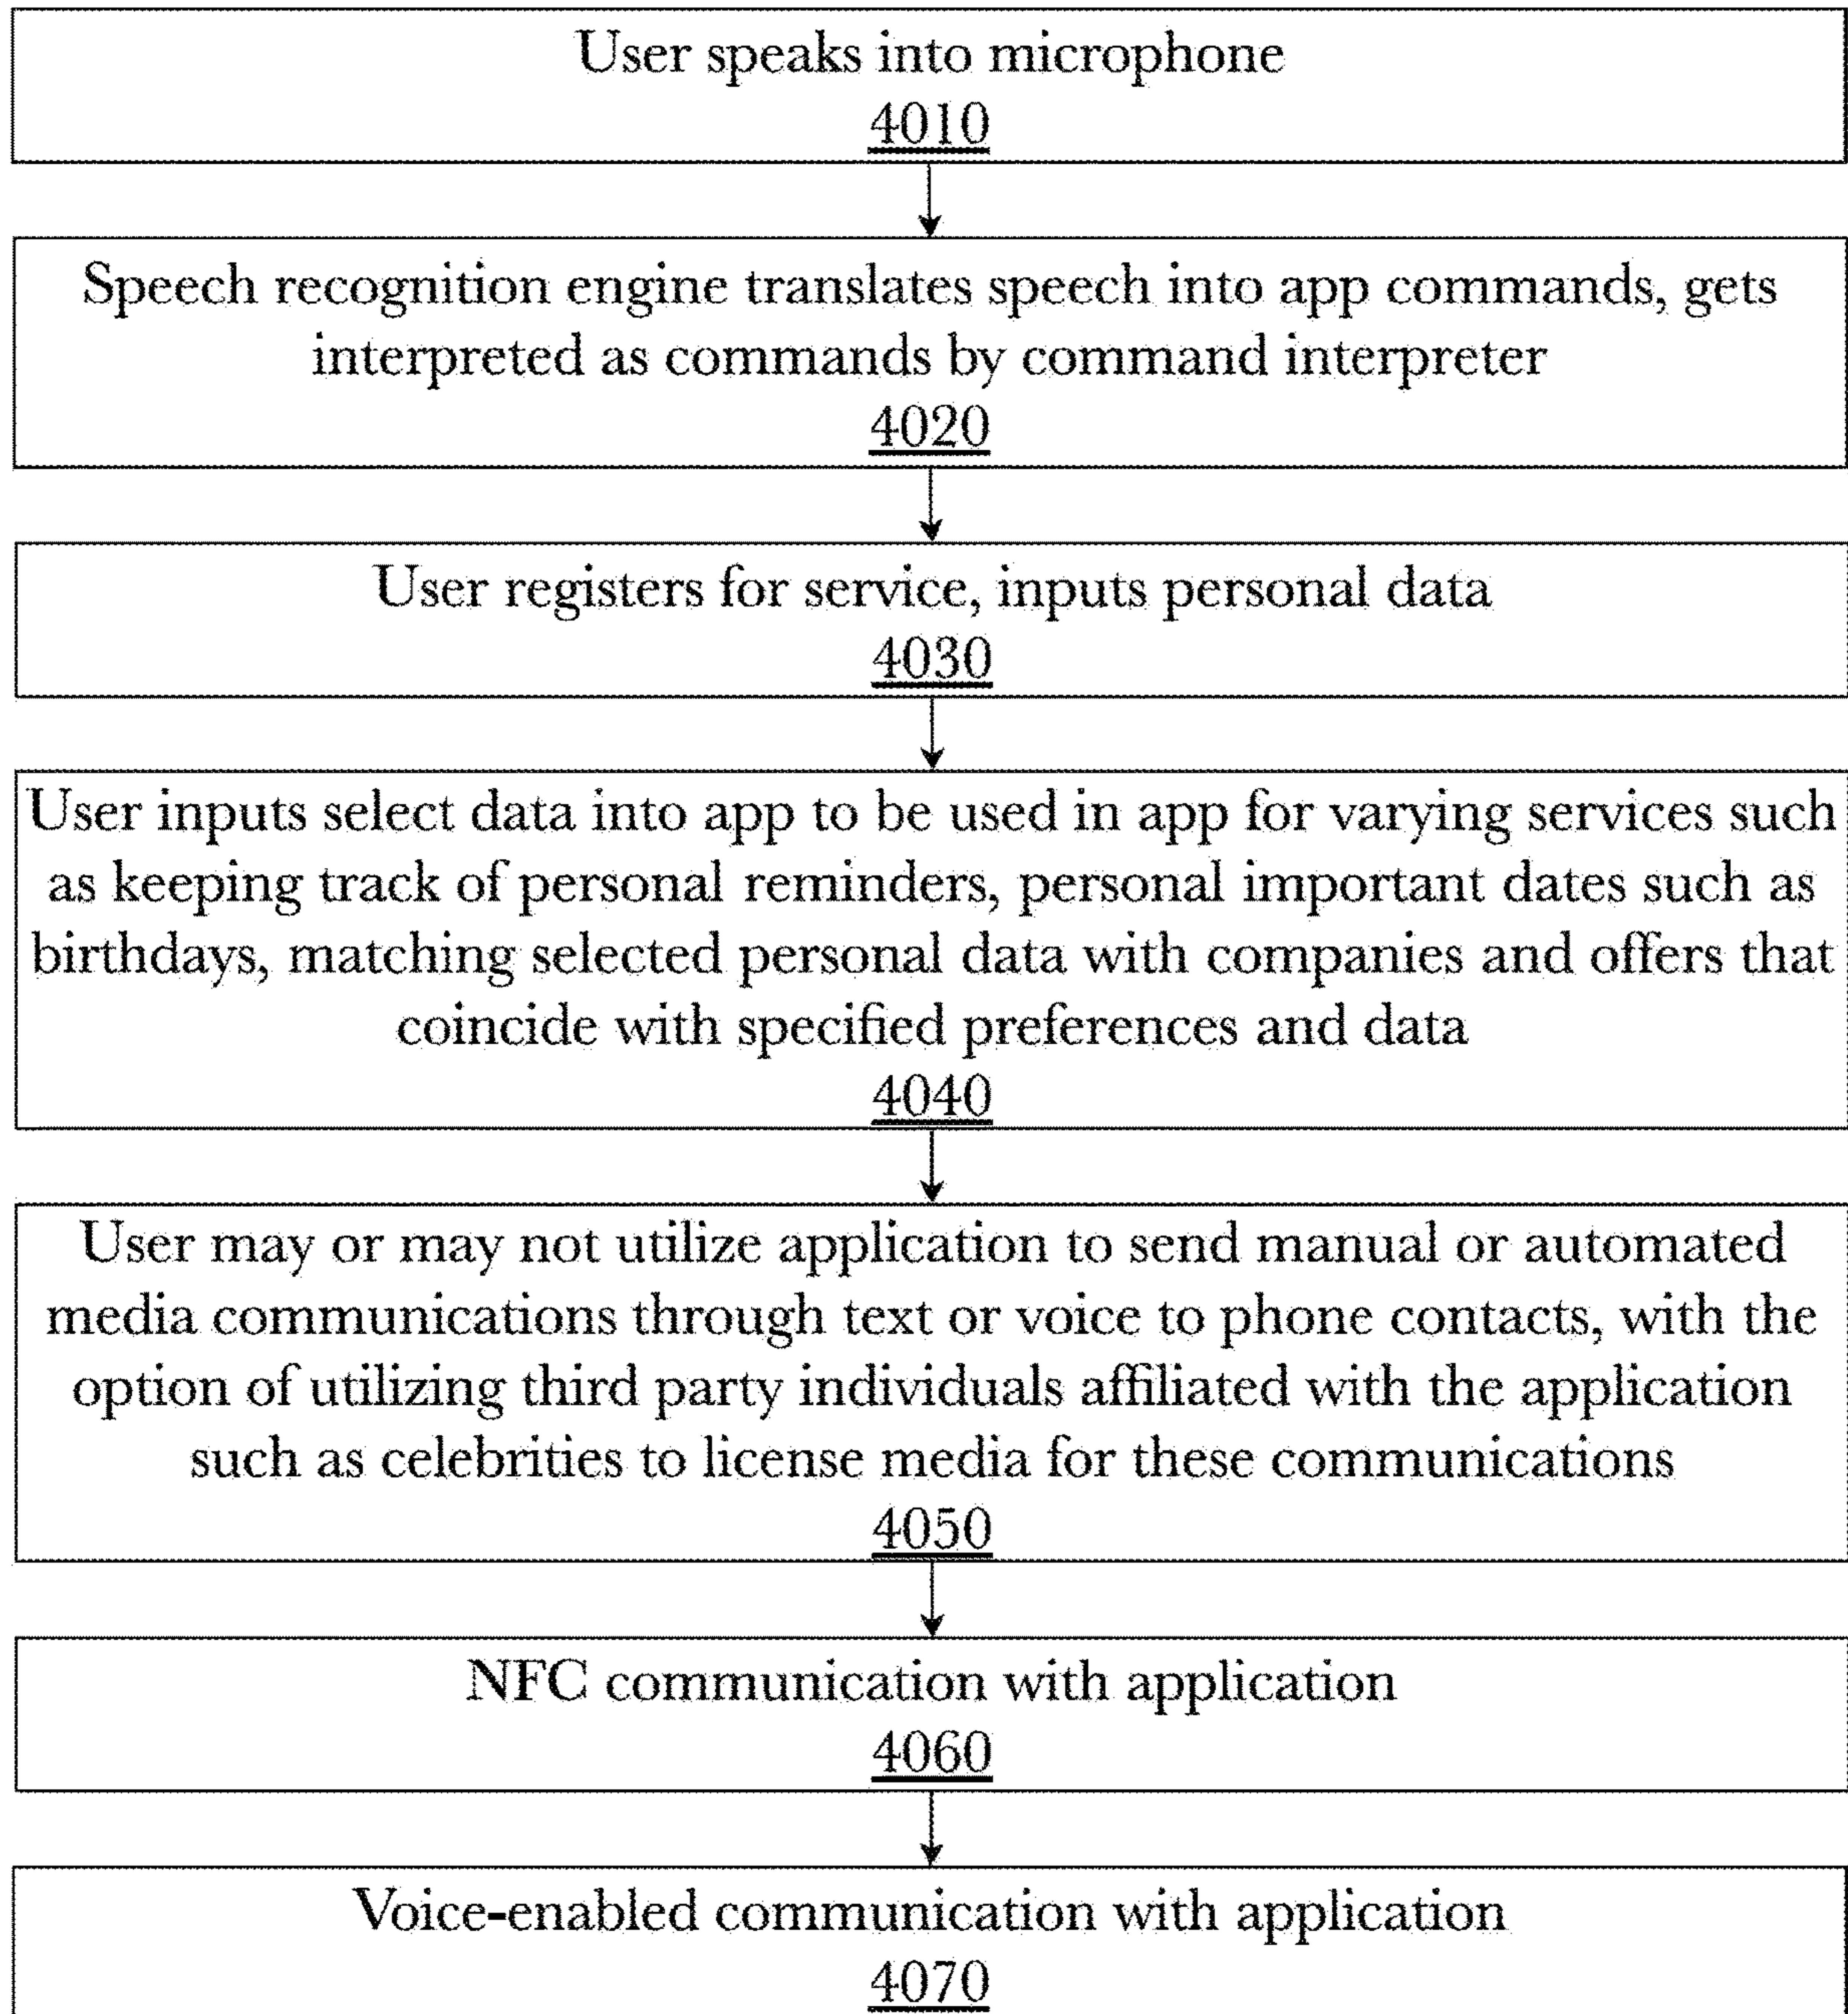 User speaks into microphone
4010
Speech recognition engine translates speech into app commands, gets
interpreted as commands by command interpreter
4020
User registers for service, inputs personal data
4030
User inputs select data into app to be used in app for varying services such
as keeping track of personal reminders, personal important dates such as
birthdays, matching selected personal data with companies and offers that
coincide with specified preferences and data
4040
User may or may not utilize application to send manual or automated
media communications through text or voice to phone contacts, with the
option of utilizing third party individuals affiliated with the application
such as celebrities to license media for these communications
4050
NFC communication with application
4060
Voice-enabled communication with application
4070